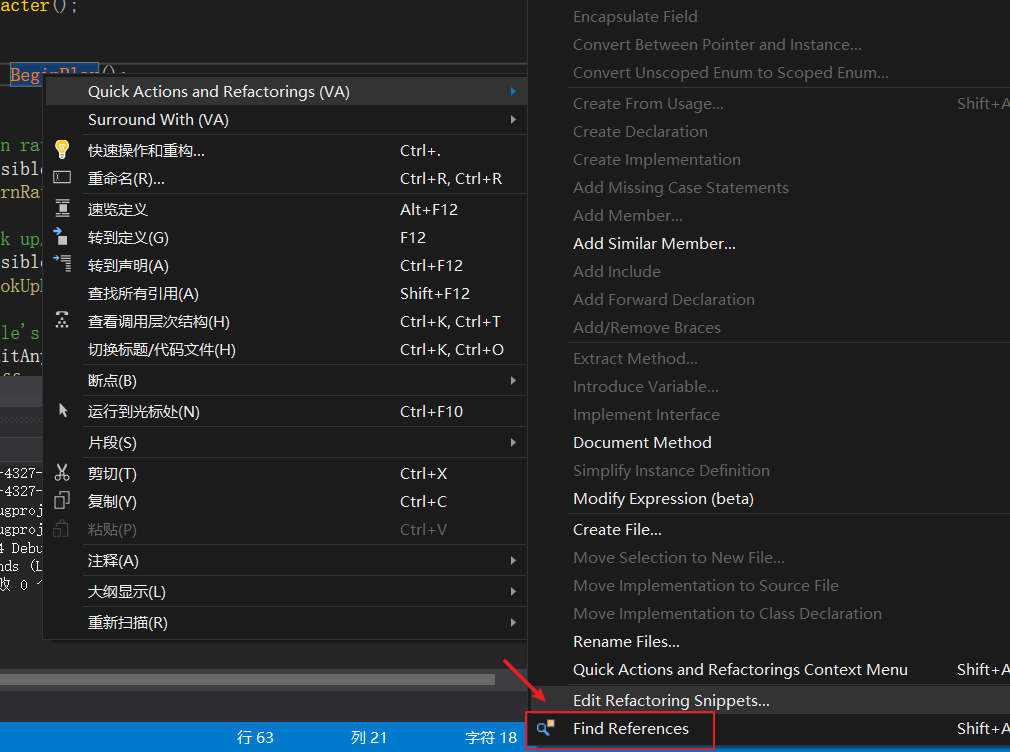 acter();
BeginPlay();
Quick Actions and Refactorings (VA)
Surround With (VA)
快速操作和重构... Ctrl+.
重命名(R)... Ctrl+R, Ctrl+R
速览定义 Alt+F12
转到定义(G) F12
转到声明(A) Ctrl+F12
查找所有引用(A) Shift+F12
查看调用层次结构(H) Ctrl+K, Ctrl+T
切换标题/代码文件(H) Ctrl+K, Ctrl+O
断点(B)
运行到光标处(N) Ctrl+F10
片段(S)
剪切(T) Ctrl+X
复制(Y) Ctrl+C
粘贴(P) Ctrl+V
注释(A)
大纲显示(L)
重新扫描(R)
n ra
sible
rnRa
k up
sible
okUp
le's
itAny
-4327-
-4327-
ugproj
ugproj
4 Debu
nds (L
败 0 个
Encapsulate Field
Convert Between Pointer and Instance...
Convert Unscoped Enum to Scoped Enum...
Create From Usage... Shift+A
Create Declaration
Create Implementation
Add Missing Case Statements
Add Member...
Add Similar Member...
Add Include
Add Forward Declaration
Add/Remove Braces
Extract Method...
Introduce Variable...
Implement Interface
Document Method
Simplify Instance Definition
Modify Expression (beta)
Create File...
Move Selection to New File...
Move Implementation to Source File
Move Implementation to Class Declaration
Rename Files...
Quick Actions and Refactorings Context Menu Shift+A
Edit Refactoring Snippets...
Find References Shift+A
行 63 列 21 字符 18